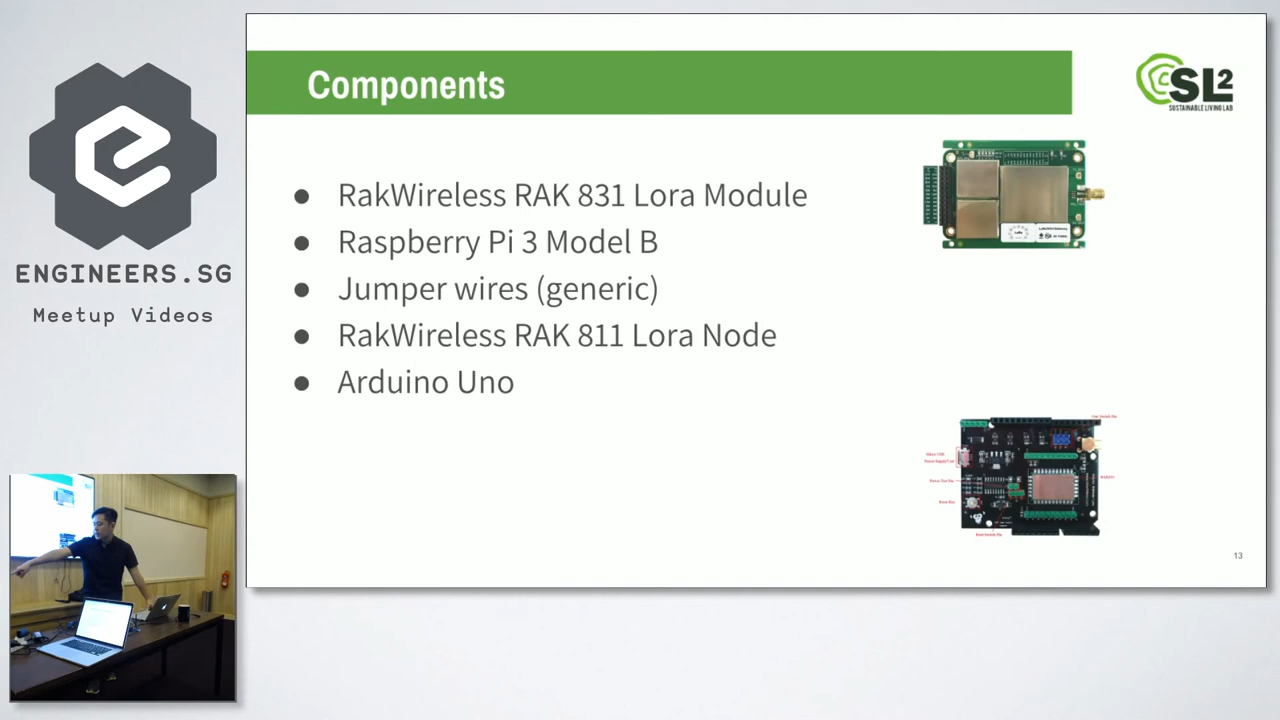 Components
SL2
SUSTAINABLE LIVING LAB
● RakWireless RAK 831 Lora Module
● Raspberry Pi 3 Model B
● Jumper wires (generic)
● RakWireless RAK 811 Lora Node
● Arduino Uno
13
ENGINEERS.SG
Meetup Videos